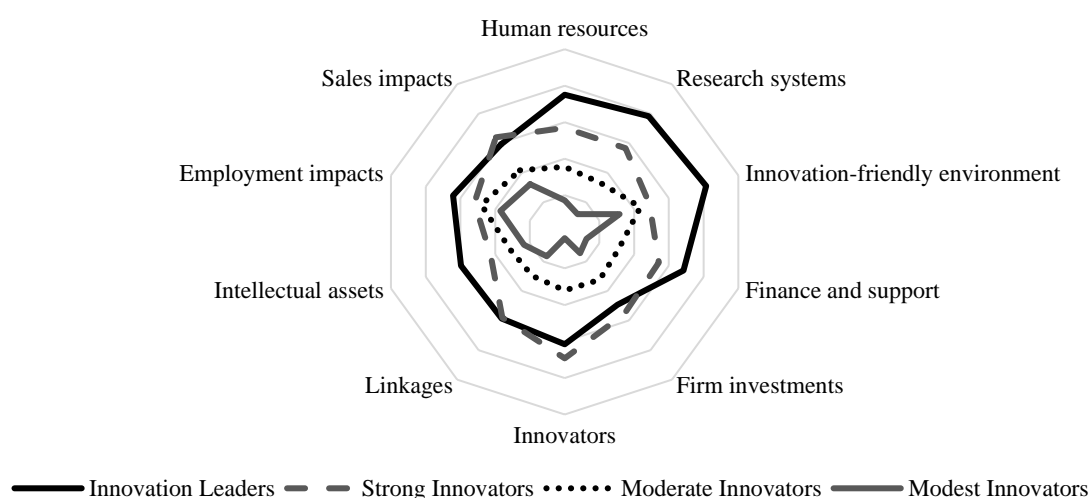 Human resources
Sales impacts
Research systems
Employment impacts
Innovation-friendly environment
Intellectual assets
Finance and support
Linkages
Firm investments
Innovators
Innovation Leaders
Strong Innovators
Moderate Innovators
Modest Innovators